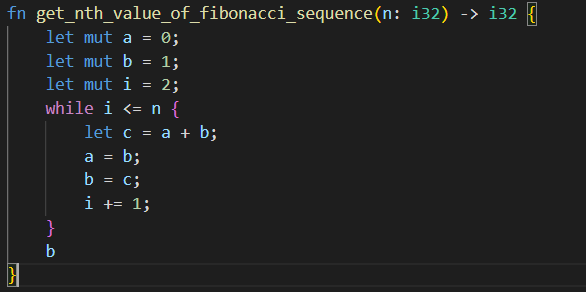 fn get_nth_value_of_fibonacci_sequence(n: i32) -> i32 {
    let mut a = 0;
    let mut b = 1;
    let mut i = 2;
    while i <= n {
        let c = a + b;
        a = b;
        b = c;
        i += 1;
    }
    b
}